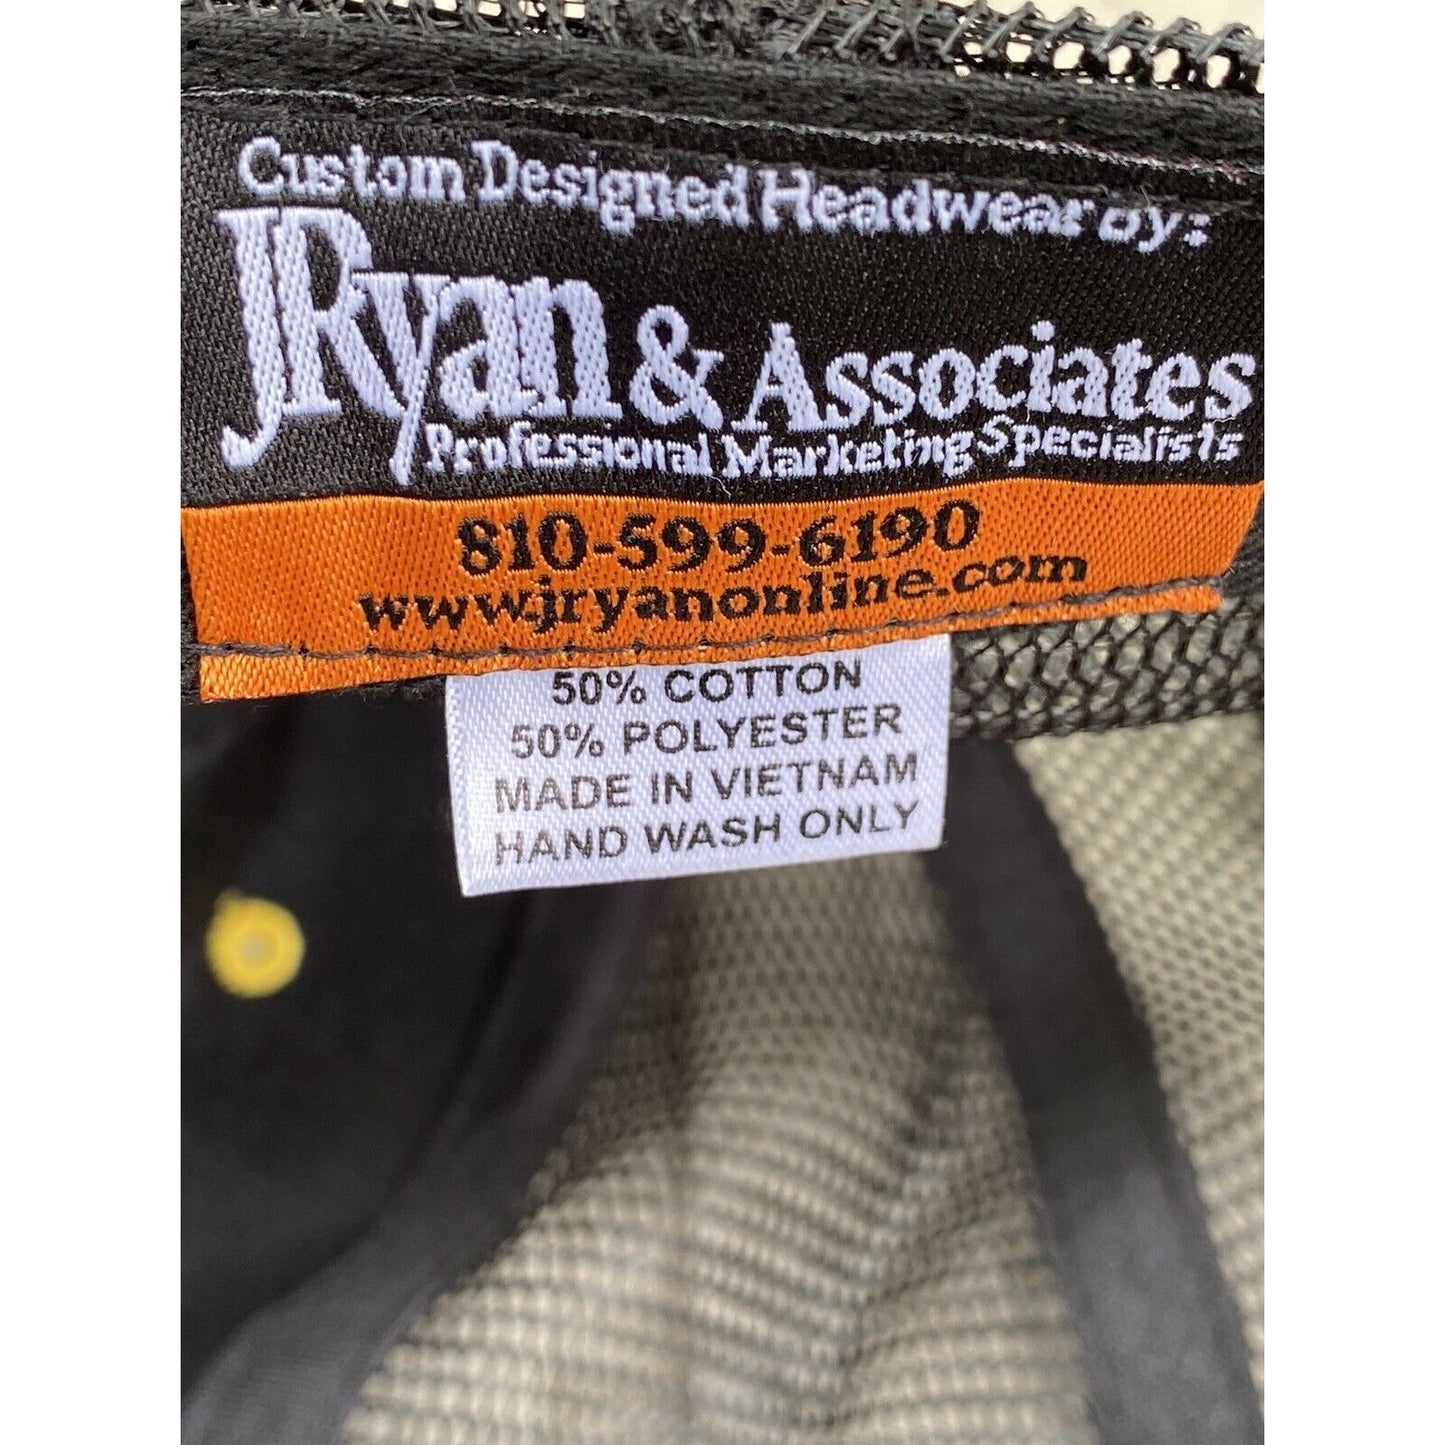 Custom Designed Headwear By:
JRyan & Associates
Professional Marketing Specialists
810-599-6190
www.jryanonline.com
50% COTTON
50% POLYESTER
MADE IN VIETNAM
HAND WASH ONLY